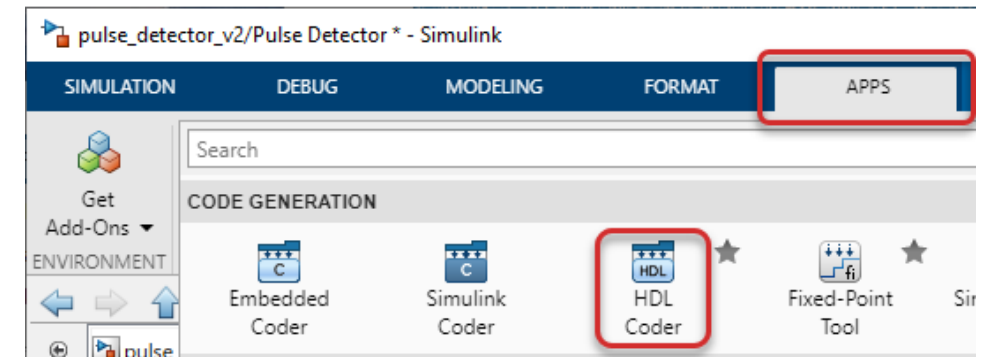 pulse_detector_v2/Pulse Detector * - Simulink
SIMULATION DEBUG MODELING FORMAT APPS
Search
Get
Add-Ons
ENVIRONMENT
CODE GENERATION
C C HDL fi
Embedded
Coder
Simulink
Coder
HDL
Coder
Fixed-Point
Tool
pulse